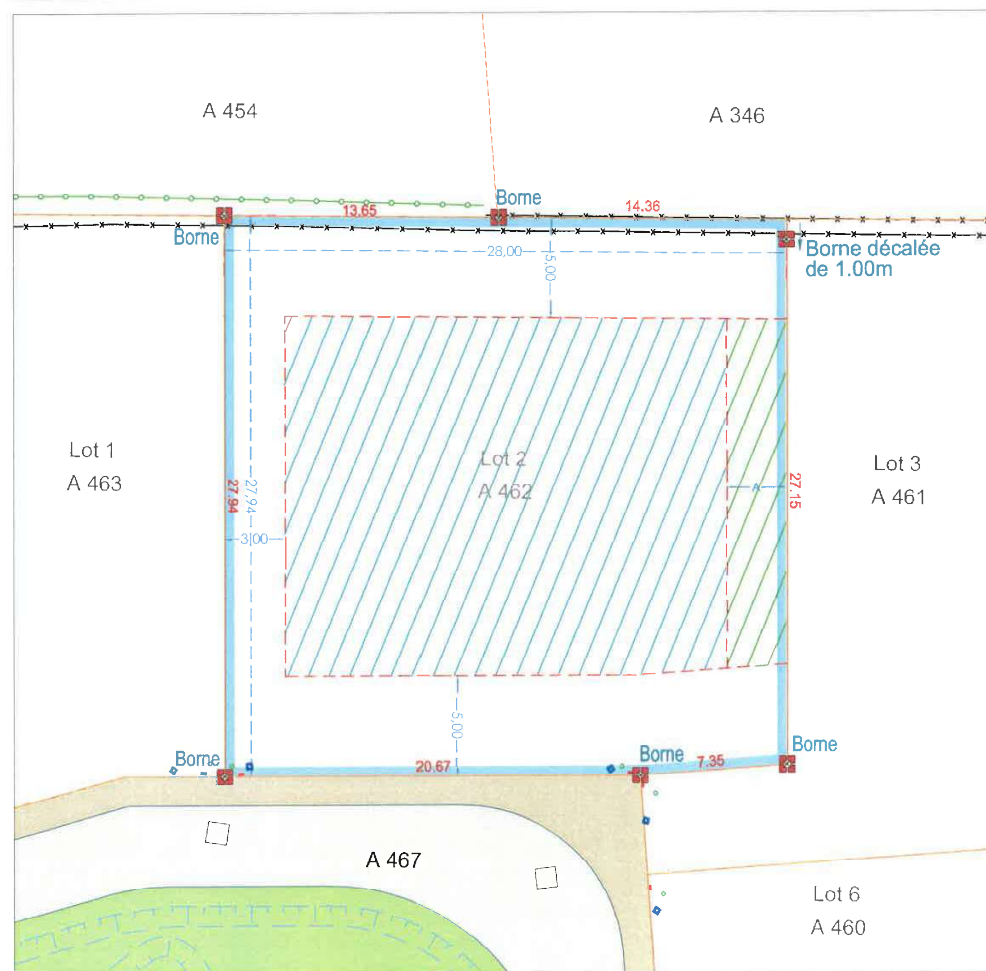 A 454
A 346
Borne
13.65
14.36
Borne
Borne décalée
de 1.00m
28,00
5,00
Lot 1
A 463
Lot 2
A 462
Lot 3
A 461
27.94
27,94
3,00
A
27.15
5,00
Borne
Borne
Borne
20.67
7.35
A 467
Lot 6
A 460